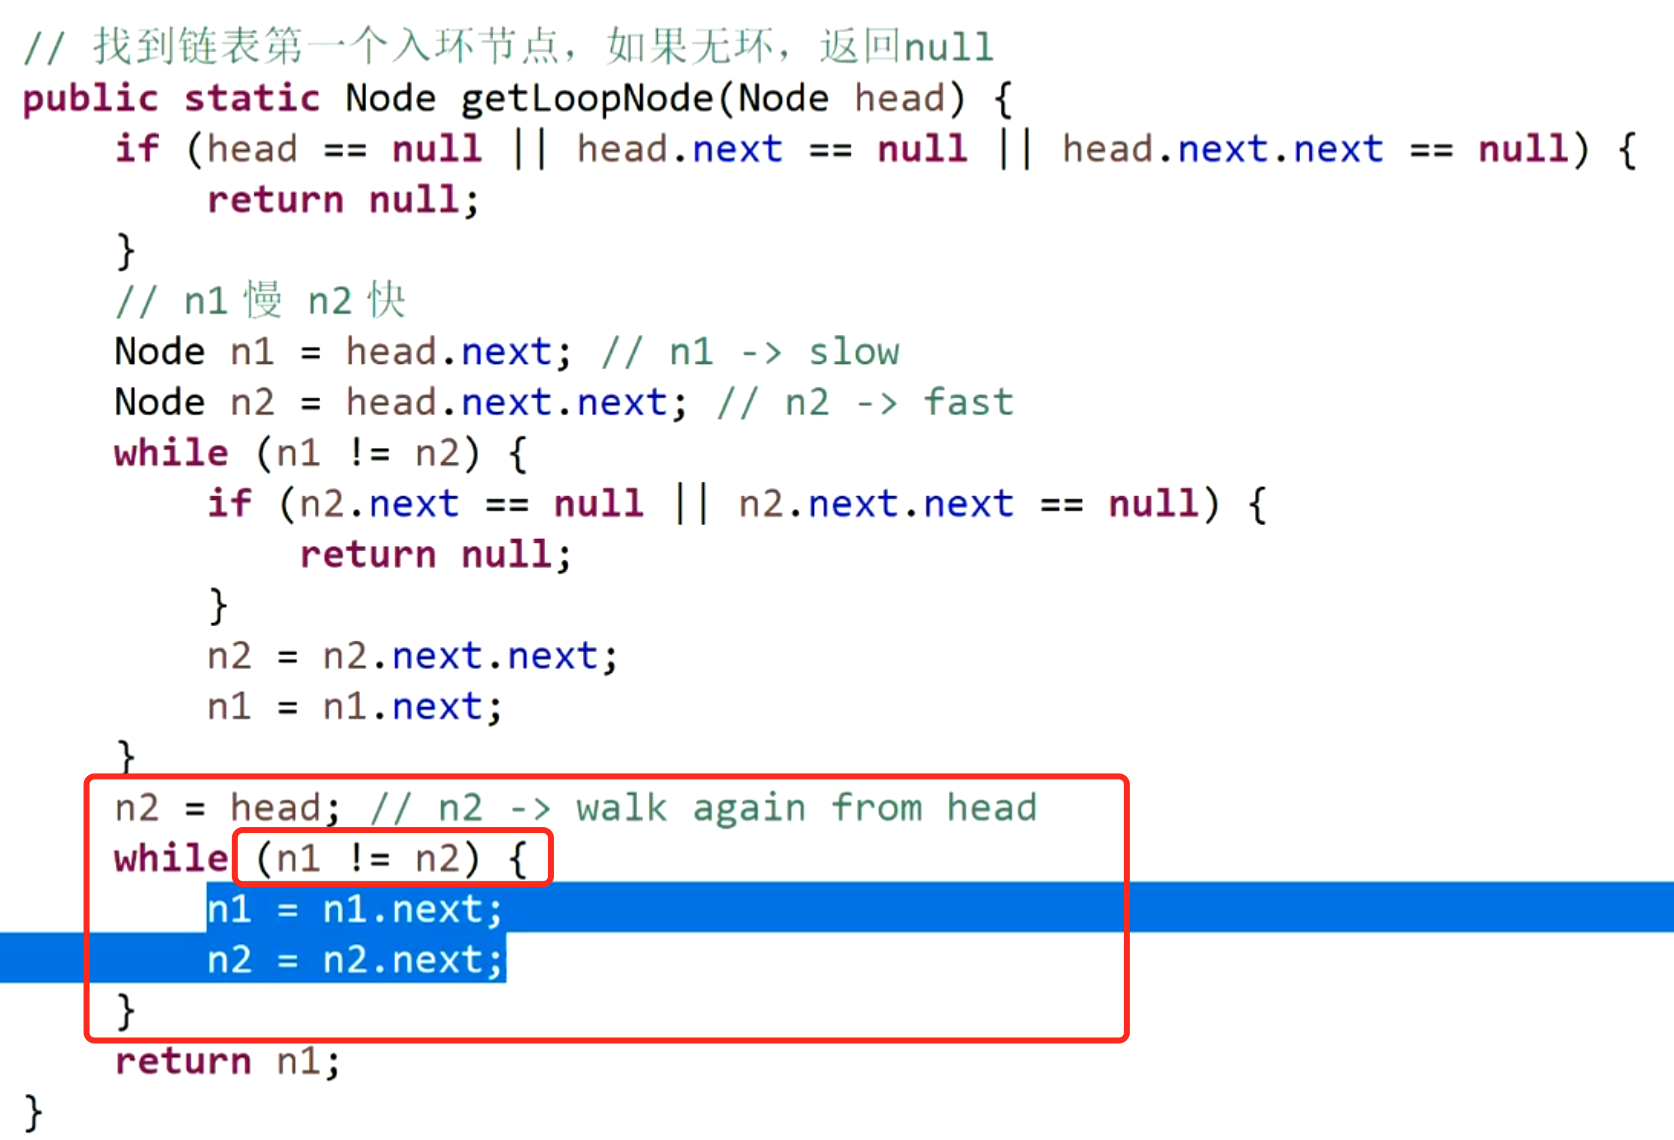 // 找到链表第一个入环节点，如果无环，返回null
public static Node getLoopNode(Node head) {
    if (head == null || head.next == null || head.next.next == null) {
        return null;
    }
    // n1 慢 n2 快
    Node n1 = head.next; // n1 -> slow
    Node n2 = head.next.next; // n2 -> fast
    while (n1 != n2) {
        if (n2.next == null || n2.next.next == null) {
            return null;
        }
        n2 = n2.next.next;
        n1 = n1.next;
    }
    n2 = head; // n2 -> walk again from head
    while (n1 != n2) {
        n1 = n1.next;
        n2 = n2.next;
    }
    return n1;
}